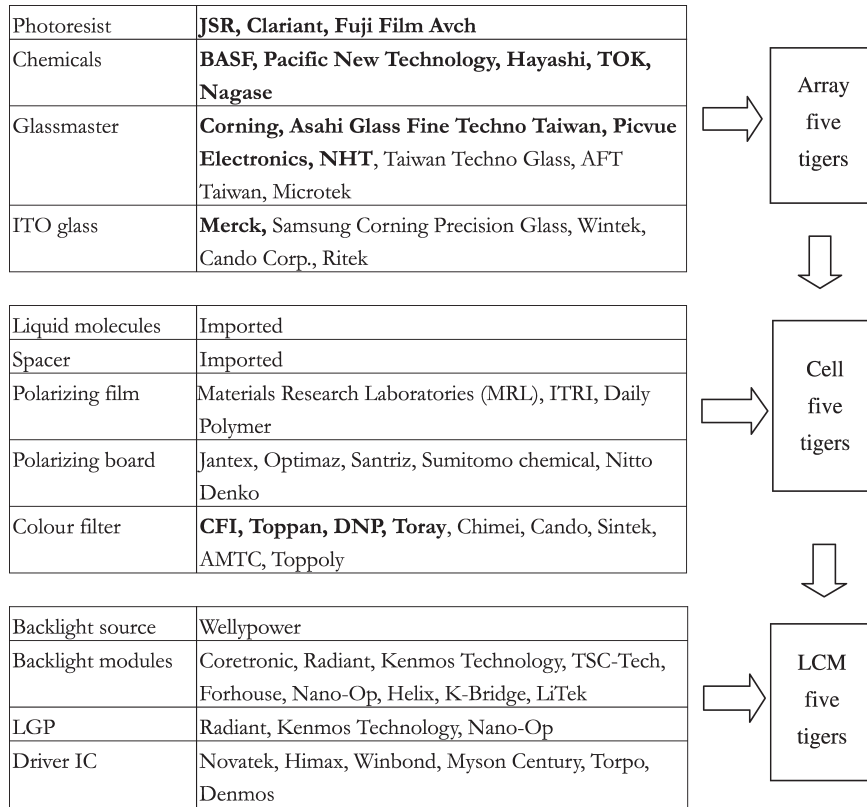 Photoresist JSR, Clariant, Fuji Film Avch
Chemicals BASF, Pacific New Technology, Hayashi, TOK,
Nagase
Glassmaster Corning, Asahi Glass Fine Techno Taiwan, Picvue
Electronics, NHT, Taiwan Techno Glass, AFT
Taiwan, Microtek
ITO glass Merck, Samsung Corning Precision Glass, Wintek,
Cando Corp., Ritek
Array
five
tigers
Liquid molecules Imported
Spacer Imported
Polarizing film Materials Research Laboratories (MRL), ITRI, Daily
Polymer
Polarizing board Jantex, Optimaz, Santriz, Sumitomo chemical, Nitto
Denko
Colour filter CFI, Toppan, DNP, Toray, Chimei, Cando, Sintek,
AMTC, Toppoly
Cell
five
tigers
Backlight source Wellypower
Backlight modules Coretronic, Radiant, Kenmos Technology, TSC-Tech,
Forhouse, Nano-Op, Helix, K-Bridge, LiTek
LGP Radiant, Kenmos Technology, Nano-Op
Driver IC Novatek, Himax, Winbond, Myson Century, Torpo,
Denmos
LCM
five
tigers